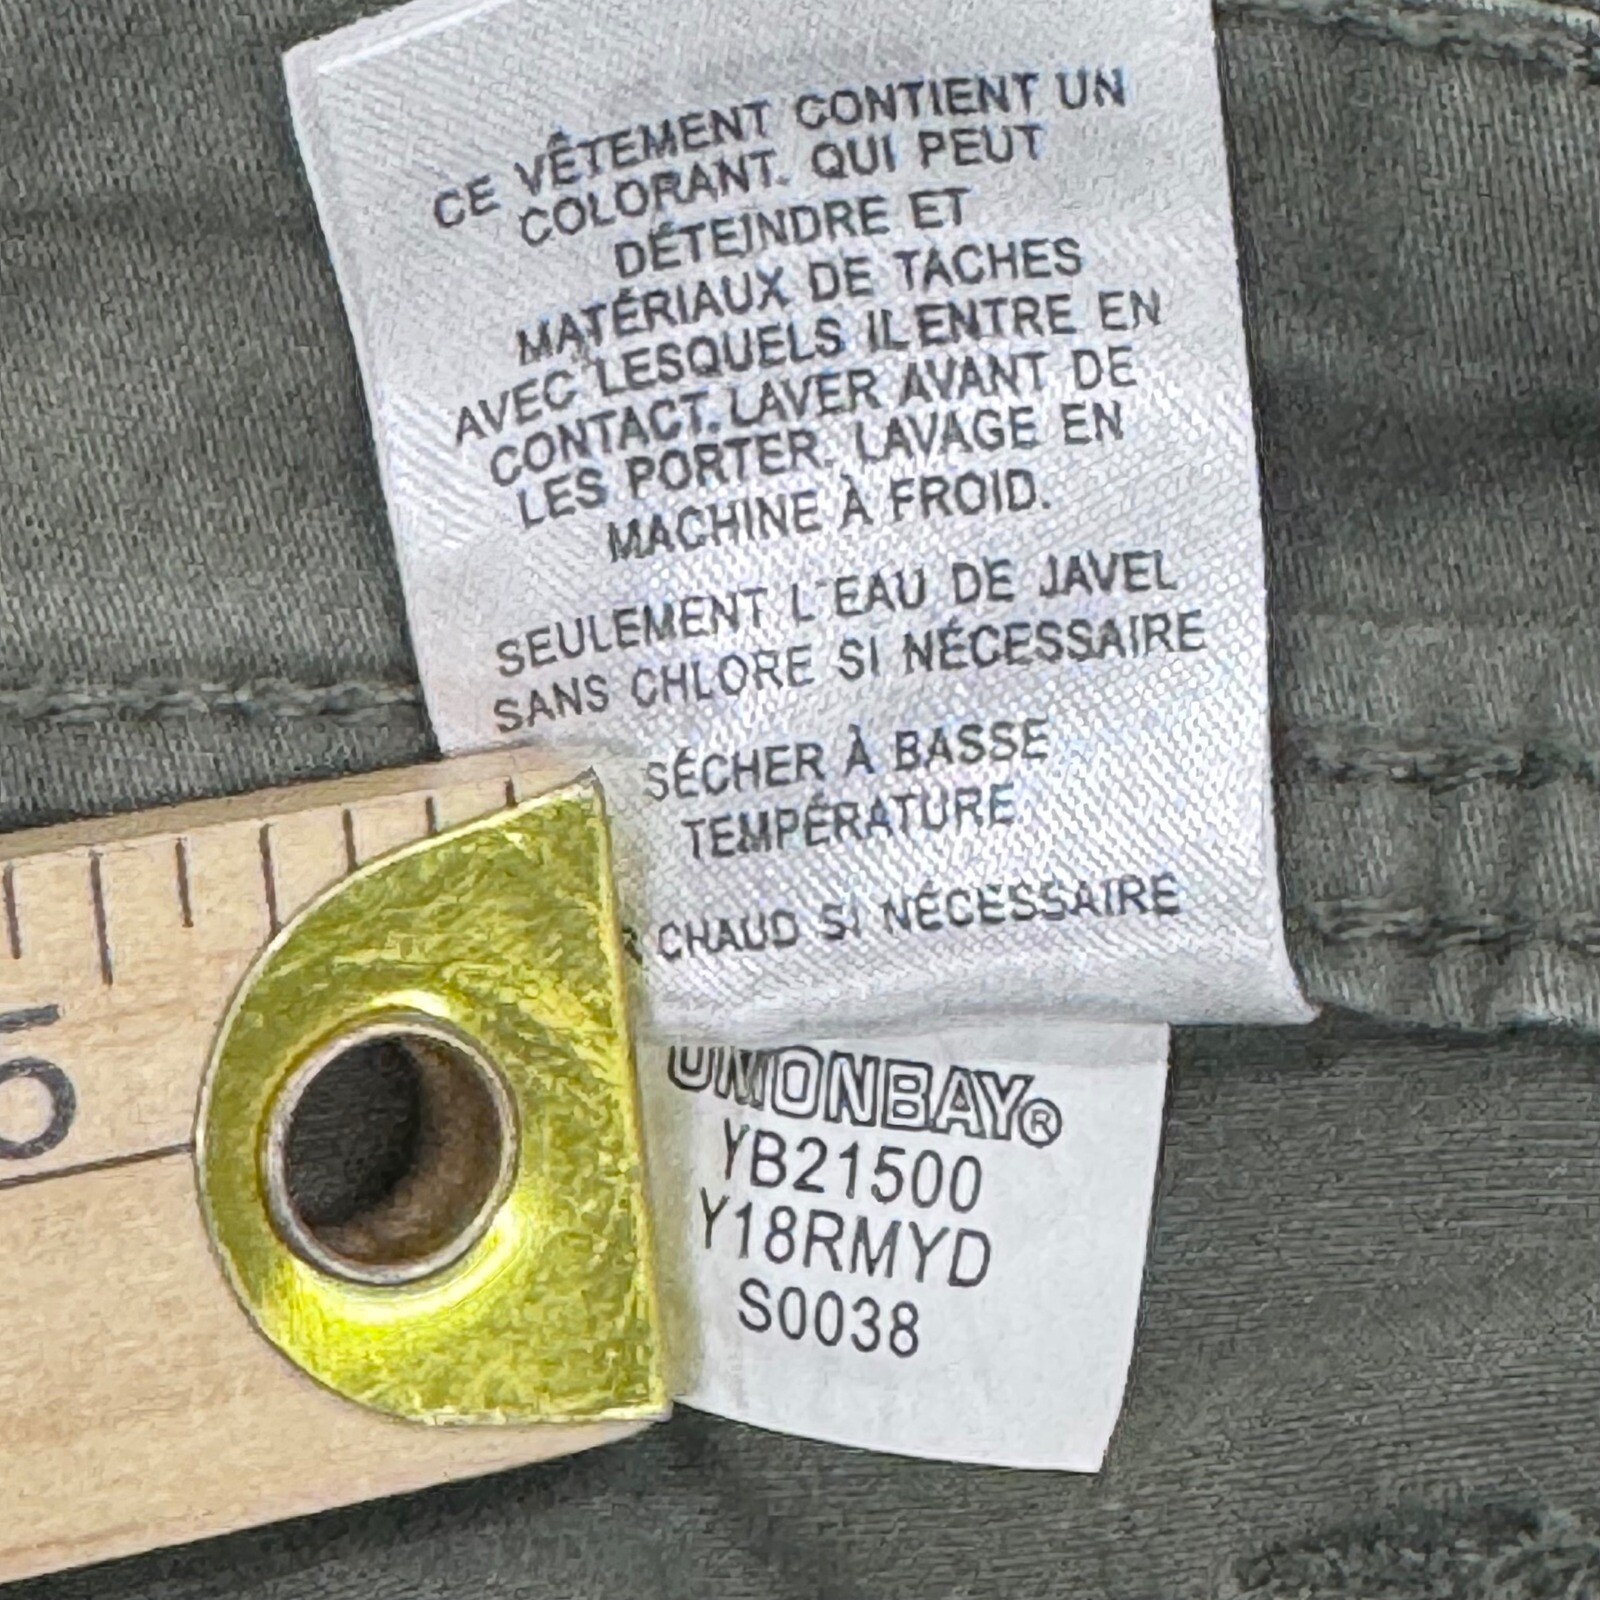 CE VÊTEMENT CONTIENT UN
COLORANT. QUI PEUT
DÉTEINDRE ET
MATÉRIAUX DE TACHES
AVEC LESQUELS IL ENTRE EN
CONTACT. LAVER AVANT DE
LES PORTER. LAVAGE EN
MACHINE À FROID.
SEULEMENT L'EAU DE JAVEL
SANS CHLORE SI NÉCESSAIRE
SÉCHER À BASSE
TEMPÉRATURE
CHAUD SI NÉCESSAIRE
UNIONBAY®
YB21500
Y18RMYD
S0038